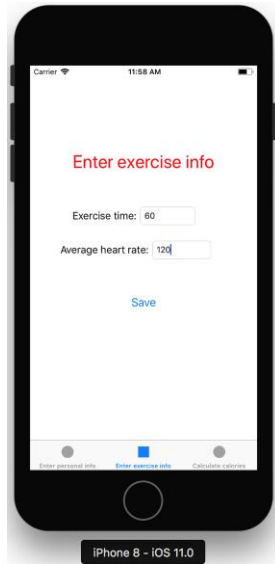 Carrier 11:58 AM
Enter exercise info
Exercise time: 60
Average heart rate: 120
Save
Enter personal info Enter exercise info Calculate calories
iPhone 8 - iOS 11.0